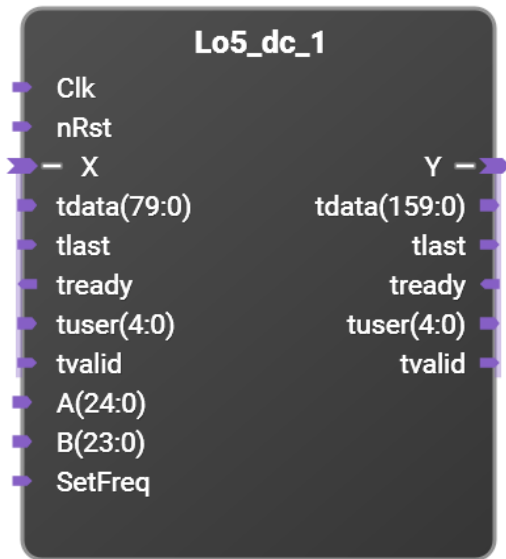 Lo5_dc_1
Clk
nRst
X Y
tdata(79:0) tdata(159:0)
tlast tlast
tready tready
tuser(4:0) tuser(4:0)
tvalid tvalid
A(24:0)
B(23:0)
SetFreq